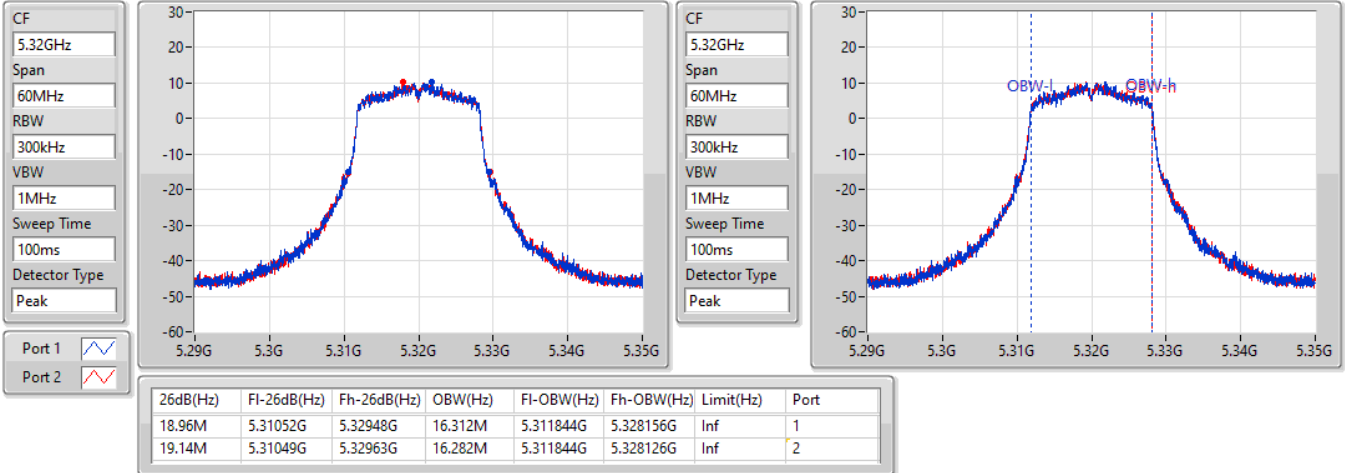 CF
5.32GHz
Span
60MHz
RBW
300kHz
VBW
1MHz
Sweep Time
100ms
Detector Type
Peak
Port 1
Port 2
30
20
10
0
-10
-20
-30
-40
-50
-60
5.29G 5.3G 5.31G 5.32G 5.33G 5.34G 5.35G
CF
5.32GHz
Span
60MHz
RBW
300kHz
VBW
1MHz
Sweep Time
100ms
Detector Type
Peak
30
20
10
0
-10
-20
-30
-40
-50
-60
OBW-l OBW-h
5.29G 5.3G 5.31G 5.32G 5.33G 5.34G 5.35G
26dB(Hz) Fl-26dB(Hz) Fh-26dB(Hz) OBW(Hz) Fl-OBW(Hz) Fh-OBW(Hz) Limit(Hz) Port
18.96M 5.31052G 5.32948G 16.312M 5.311844G 5.328156G Inf 1
19.14M 5.31049G 5.32963G 16.282M 5.311844G 5.328126G Inf 2